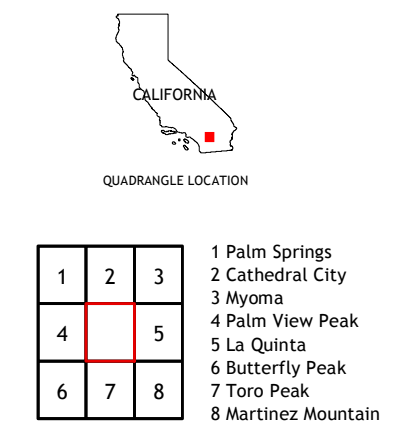 CALIFORNIA
QUADRANGLE LOCATION
1 2 3
4 5
6 7 8
1 Palm Springs
2 Cathedral City
3 Myoma
4 Palm View Peak
5 La Quinta
6 Butterfly Peak
7 Toro Peak
8 Martinez Mountain